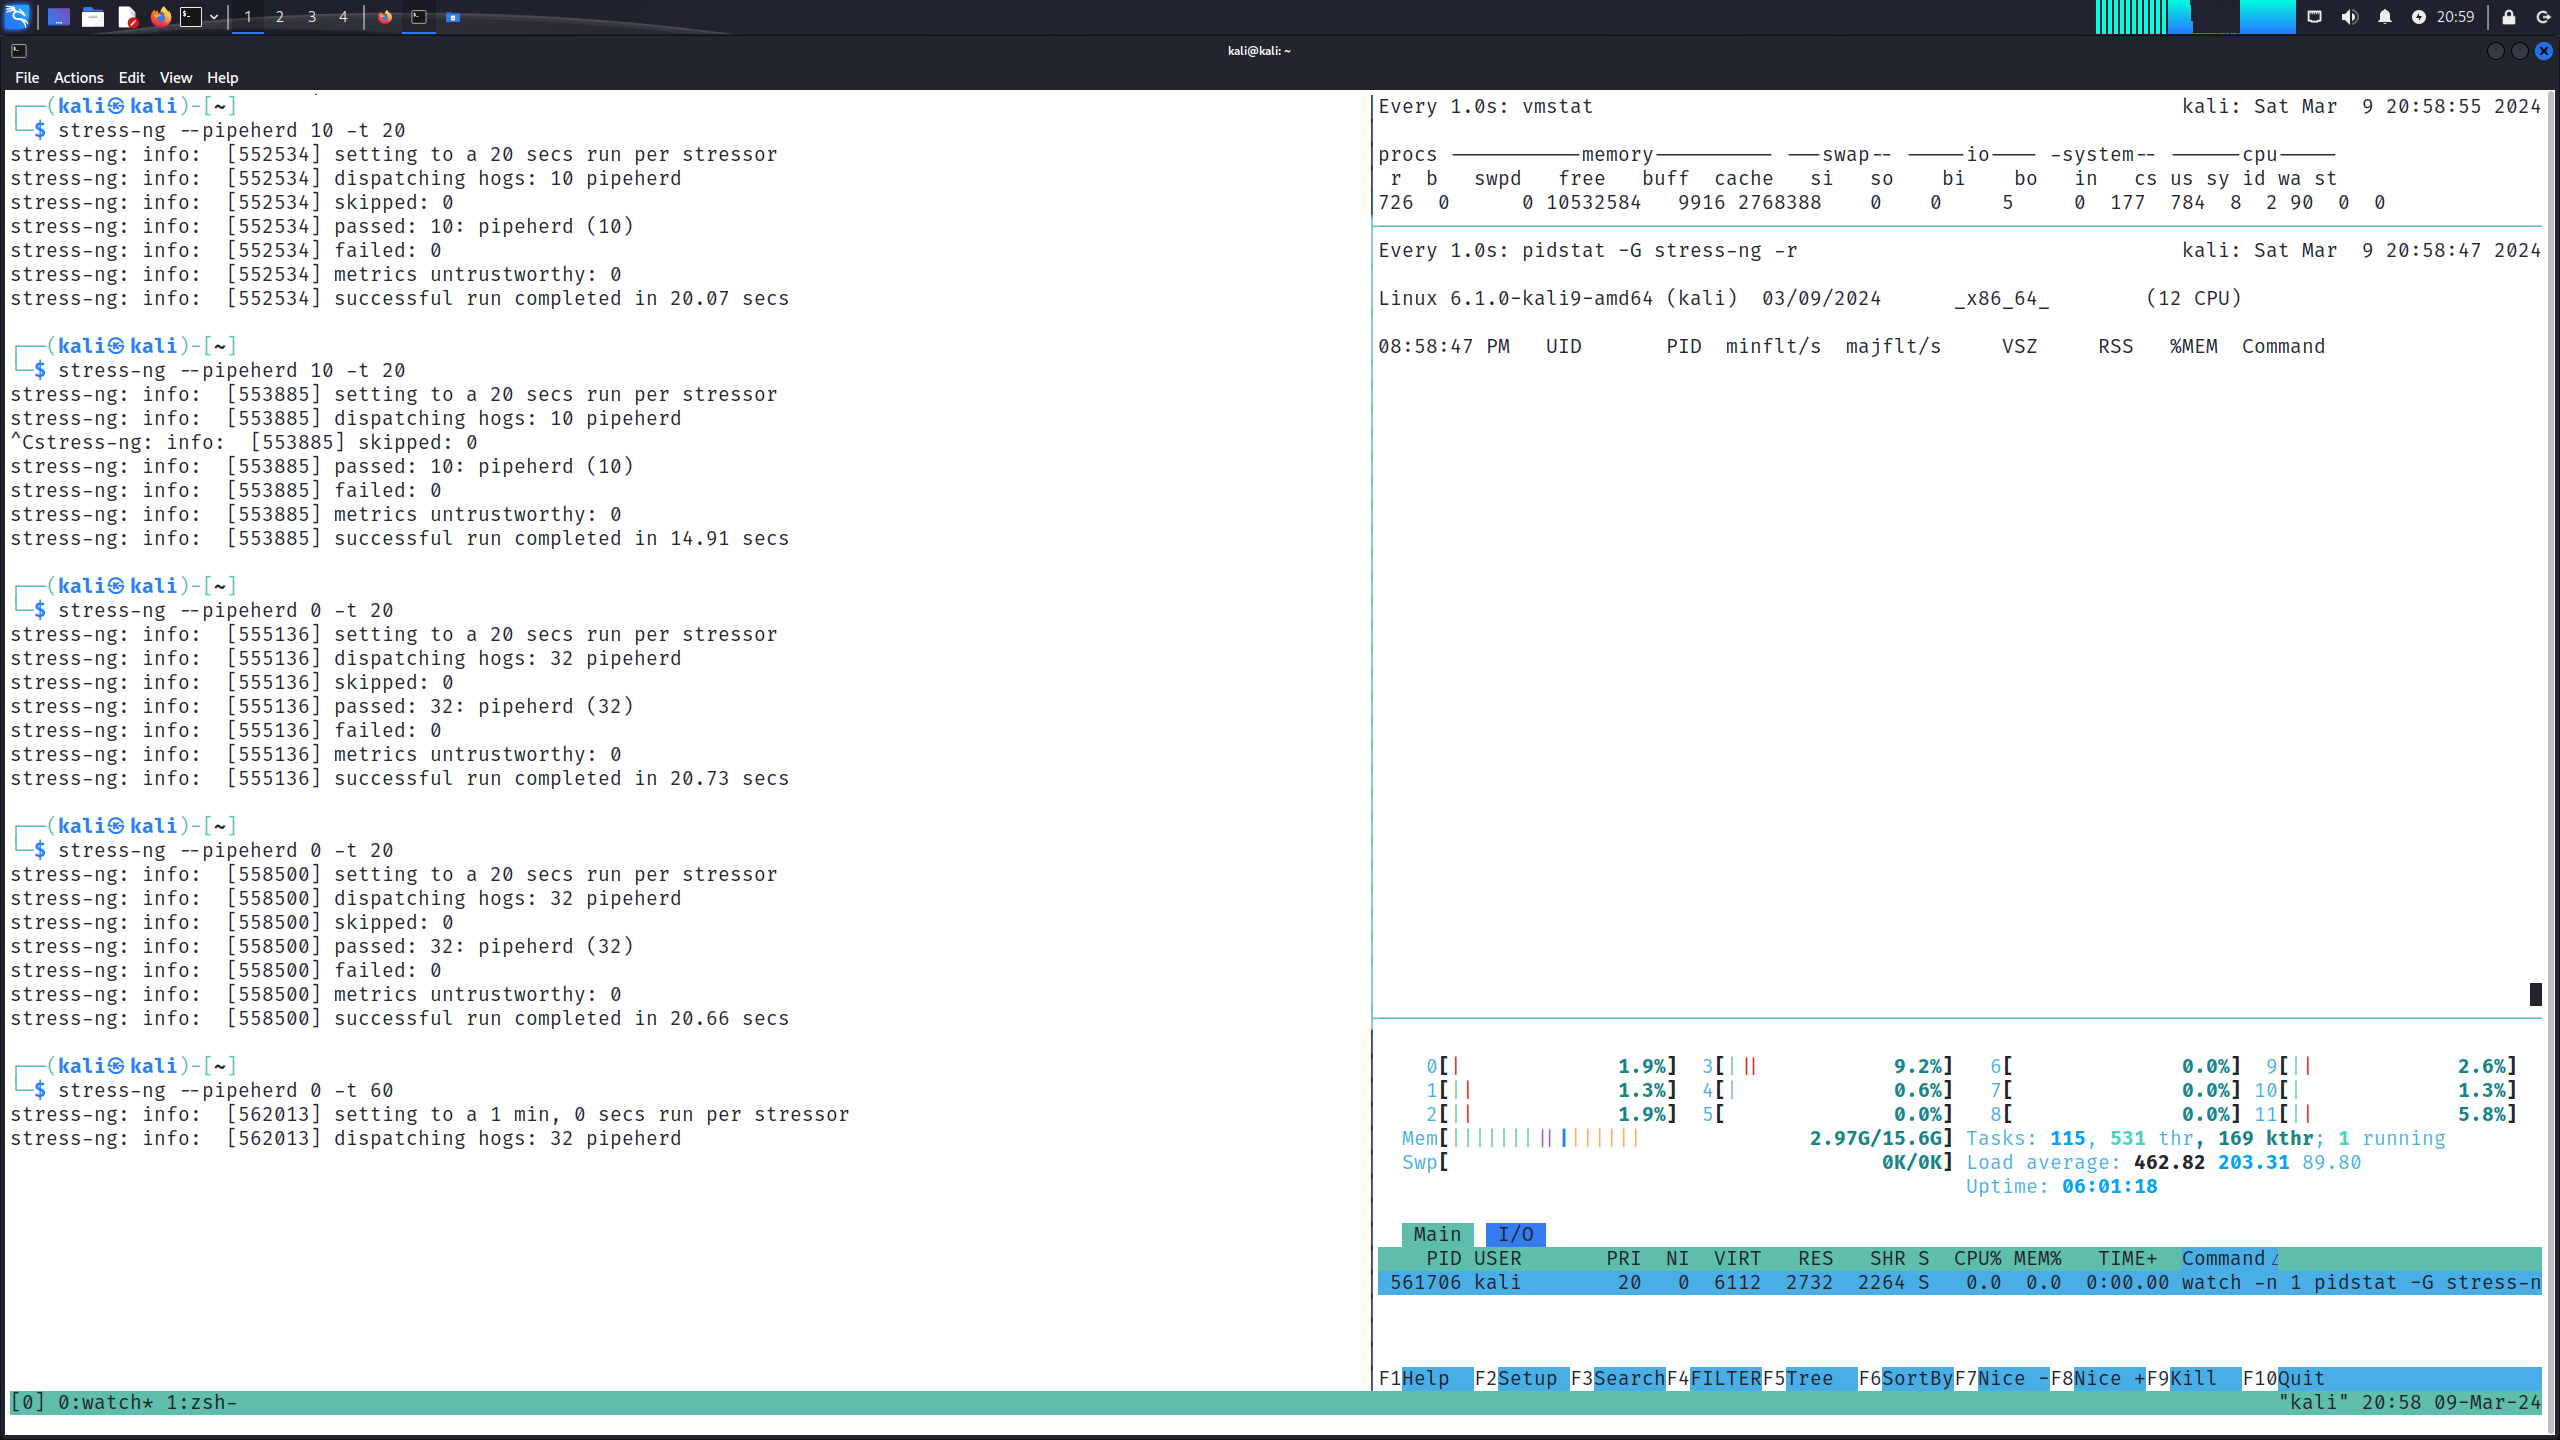 1 2 3 4
20:59
kali@kali: ~
File Actions Edit View Help
┌──(kali㉿kali)-[~]
└─$ stress-ng --pipeherd 10 -t 20
stress-ng: info:  [552534] setting to a 20 secs run per stressor
stress-ng: info:  [552534] dispatching hogs: 10 pipeherd
stress-ng: info:  [552534] skipped: 0
stress-ng: info:  [552534] passed: 10: pipeherd (10)
stress-ng: info:  [552534] failed: 0
stress-ng: info:  [552534] metrics untrustworthy: 0
stress-ng: info:  [552534] successful run completed in 20.07 secs
┌──(kali㉿kali)-[~]
└─$ stress-ng --pipeherd 10 -t 20
stress-ng: info:  [553885] setting to a 20 secs run per stressor
stress-ng: info:  [553885] dispatching hogs: 10 pipeherd
^Cstress-ng: info:  [553885] skipped: 0
stress-ng: info:  [553885] passed: 10: pipeherd (10)
stress-ng: info:  [553885] failed: 0
stress-ng: info:  [553885] metrics untrustworthy: 0
stress-ng: info:  [553885] successful run completed in 14.91 secs
┌──(kali㉿kali)-[~]
└─$ stress-ng --pipeherd 0 -t 20
stress-ng: info:  [555136] setting to a 20 secs run per stressor
stress-ng: info:  [555136] dispatching hogs: 32 pipeherd
stress-ng: info:  [555136] skipped: 0
stress-ng: info:  [555136] passed: 32: pipeherd (32)
stress-ng: info:  [555136] failed: 0
stress-ng: info:  [555136] metrics untrustworthy: 0
stress-ng: info:  [555136] successful run completed in 20.73 secs
┌──(kali㉿kali)-[~]
└─$ stress-ng --pipeherd 0 -t 20
stress-ng: info:  [558500] setting to a 20 secs run per stressor
stress-ng: info:  [558500] dispatching hogs: 32 pipeherd
stress-ng: info:  [558500] skipped: 0
stress-ng: info:  [558500] passed: 32: pipeherd (32)
stress-ng: info:  [558500] failed: 0
stress-ng: info:  [558500] metrics untrustworthy: 0
stress-ng: info:  [558500] successful run completed in 20.66 secs
┌──(kali㉿kali)-[~]
└─$ stress-ng --pipeherd 0 -t 60
stress-ng: info:  [562013] setting to a 1 min, 0 secs run per stressor
stress-ng: info:  [562013] dispatching hogs: 32 pipeherd
Every 1.0s: vmstat kali: Sat Mar  9 20:58:55 2024
procs -----------memory---------- ---swap-- -----io---- -system-- ------cpu-----
r b swpd free buff cache si so bi bo in cs us sy id wa st
726 0 0 10532584 9916 2768388 0 0 5 0 177 784 8 2 90 0 0
Every 1.0s: pidstat -G stress-ng -r kali: Sat Mar  9 20:58:47 2024
Linux 6.1.0-kali9-amd64 (kali) 03/09/2024 _x86_64_ (12 CPU)
08:58:47 PM UID PID minflt/s majflt/s VSZ RSS %MEM Command
0[| 1.9%] 3[||| 9.2%] 6[ 0.0%] 9[|| 2.6%]
1[|| 1.3%] 4[| 0.6%] 7[ 0.0%] 10[| 1.3%]
2[|| 1.9%] 5[ 0.0%] 8[ 0.0%] 11[|| 5.8%]
Mem[|||||||||||||||| 2.97G/15.6G] Tasks: 115, 531 thr, 169 kthr; 1 running
Swp[ 0K/0K] Load average: 462.82 203.31 89.80
Uptime: 06:01:18
Main I/O
PID USER PRI NI VIRT RES SHR S CPU% MEM% TIME+ Command△
561706 kali 20 0 6112 2732 2264 S 0.0 0.0 0:00.00 watch -n 1 pidstat -G stress-n
F1Help F2Setup F3SearchF4FILTERF5Tree F6SortByF7Nice -F8Nice +F9Kill F10Quit
[0] 0:watch* 1:zsh- "kali" 20:58 09-Mar-24